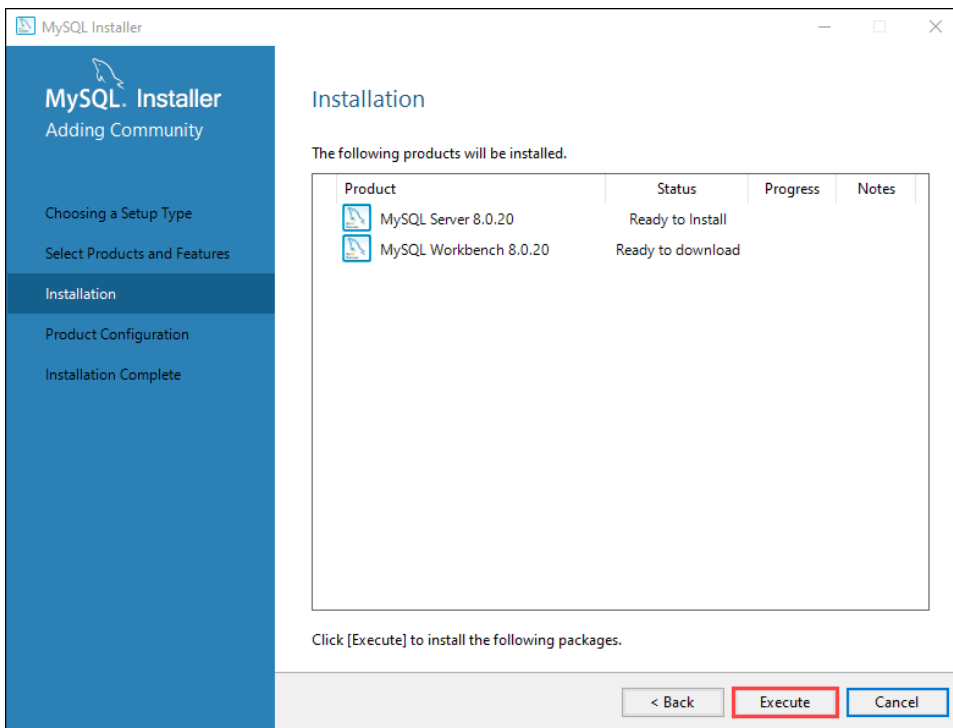 MySQL Installer
MySQL. Installer
Adding Community
Choosing a Setup Type
Select Products and Features
Installation
Product Configuration
Installation Complete
Installation
The following products will be installed.
Product Status Progress Notes
MySQL Server 8.0.20 Ready to Install
MySQL Workbench 8.0.20 Ready to download
Click [Execute] to install the following packages.
< Back Execute Cancel